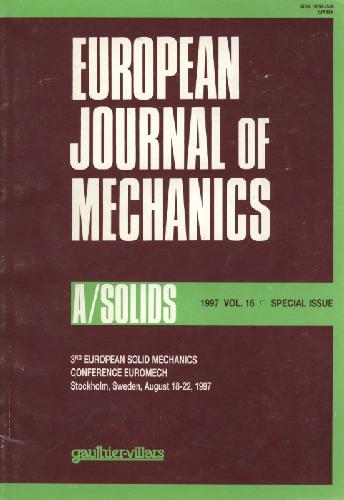 EUROPEAN
JOURNAL OF
MECHANICS
A/SOLIDS
1997 VOL. 16 □ SPECIAL ISSUE
3RD EUROPEAN SOLID MECHANICS
CONFERENCE EUROMECH
Stockholm, Sweden, August 18-22, 1997
gauthier-villars